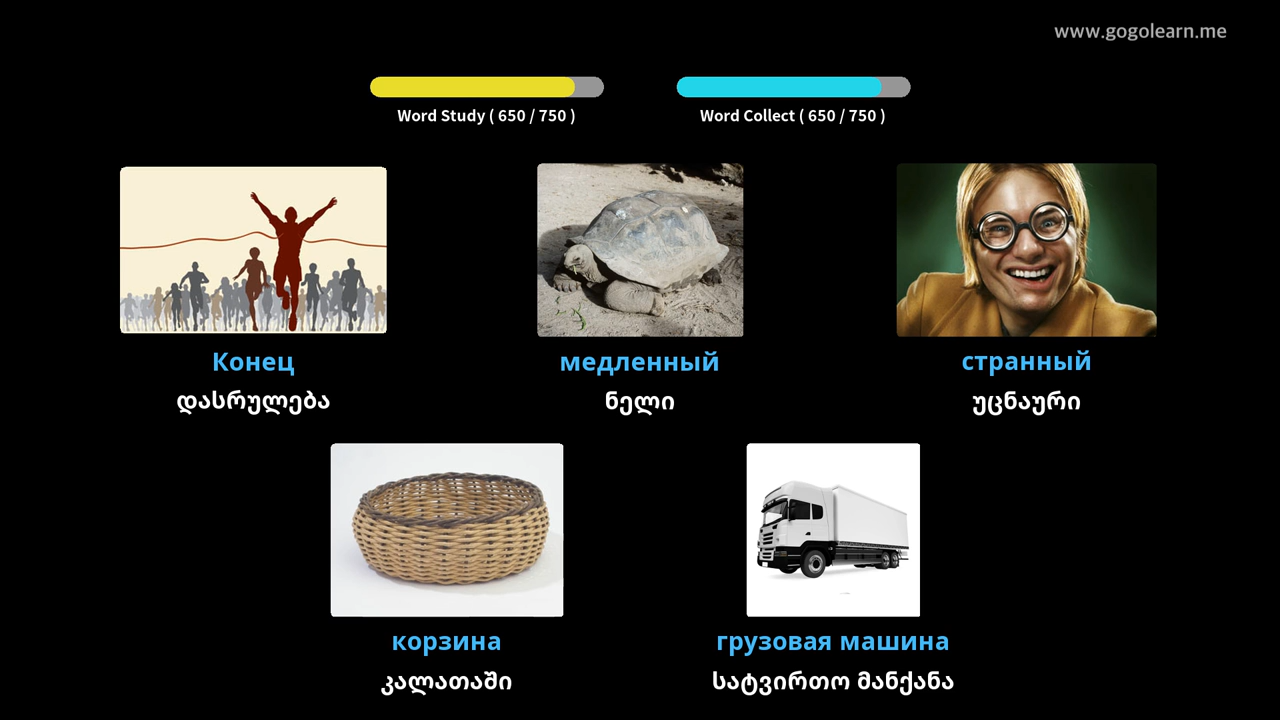 www.gogolearn.me
Word Study ( 650 / 750 )
Word Collect ( 650 / 750 )
Конец
დასრულება
медленный
ნელი
странный
უცნაური
корзина
კალათაში
грузовая машина
სატვირთო მანქანა